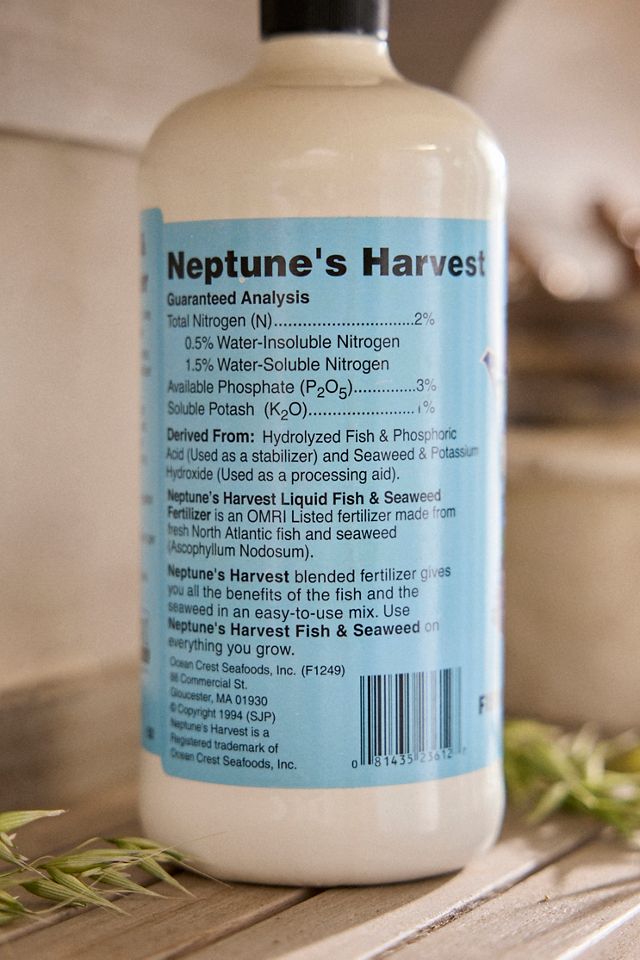 Neptune's Harvest
Guaranteed Analysis
Total Nitrogen (N)..............................2%
0.5% Water-Insoluble Nitrogen
1.5% Water-Soluble Nitrogen
Available Phosphate (P2O5).............3%
Soluble Potash (K2O)......................1%
Derived From: Hydrolyzed Fish & Phosphoric
Acid (Used as a stabilizer) and Seaweed & Potassium
Hydroxide (Used as a processing aid).
Neptune's Harvest Liquid Fish & Seaweed
Fertilizer is an OMRI Listed fertilizer made from
fresh North Atlantic fish and seaweed
(Ascophyllum Nodosum).
Neptune's Harvest blended fertilizer gives
you all the benefits of the fish and the
seaweed in an easy-to-use mix. Use
Neptune's Harvest Fish & Seaweed on
everything you grow.
Ocean Crest Seafoods, Inc. (F1249)
88 Commercial St.
Gloucester, MA 01930
© Copyright 1994 (SJP)
Neptune's Harvest is a
Registered trademark of
Ocean Crest Seafoods, Inc.
0 81435 23612